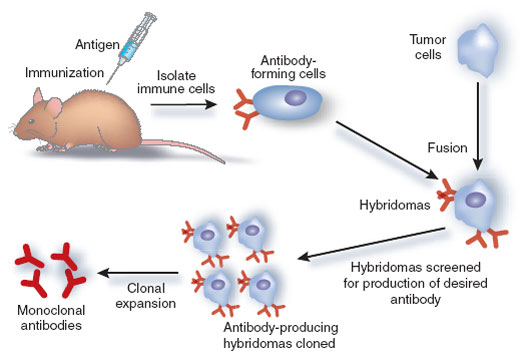 Antigen
Immunization
Isolate
immune cells
Antibody-
forming cells
Tumor
cells
Fusion
Hybridomas
Hybridomas screened
for production of desired
antibody
Antibody-producing
hybridomas cloned
Clonal
expansion
Monoclonal
antibodies